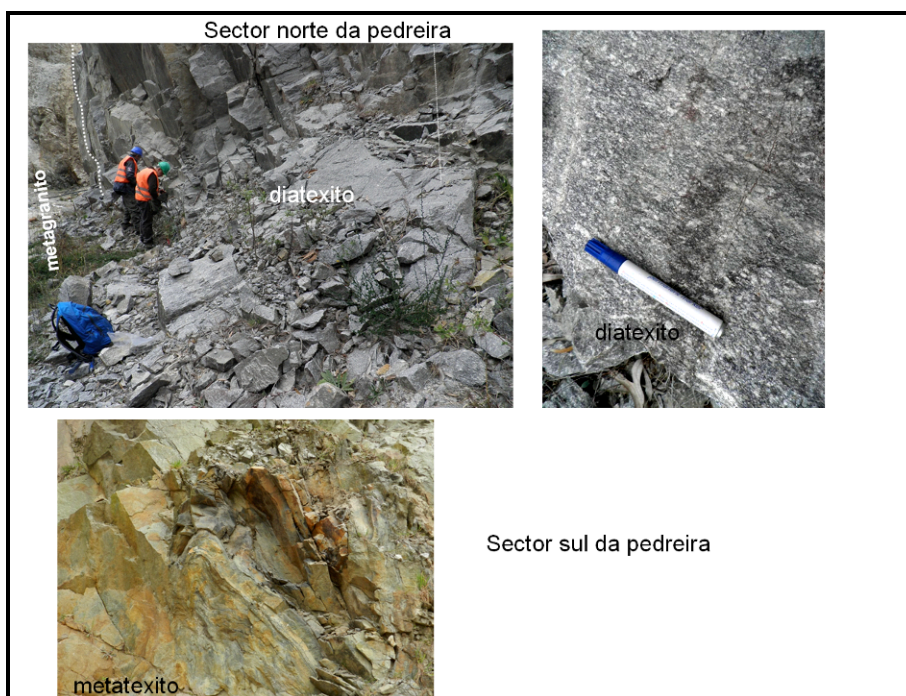 Sector norte da pedreira
metagranito
diatexito
diatexito
Sector sul da pedreira
metatexito